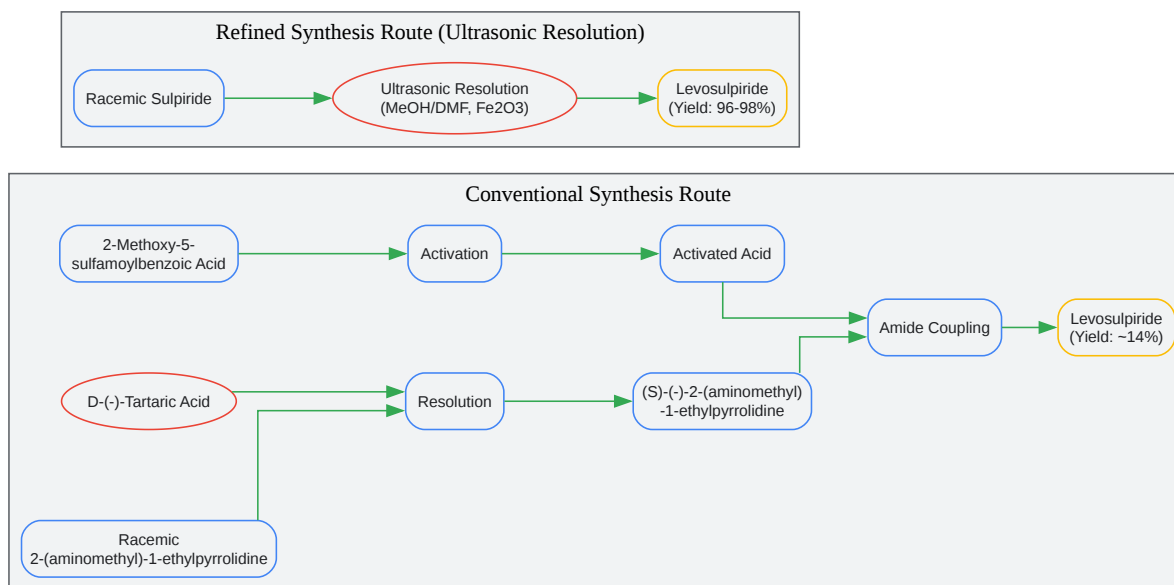 Refined Synthesis Route (Ultrasonic Resolution)
Racemic Sulpiride
Ultrasonic Resolution
(MeOH/DMF, Fe2O3)
Levosulpiride
(Yield: 96-98%)
Conventional Synthesis Route
2-Methoxy-5-
sulfamoylbenzoic Acid
Activation
Activated Acid
Amide Coupling
Levosulpiride
(Yield: ~14%)
D-(-)-Tartaric Acid
Resolution
(S)-(-)-2-(aminomethyl)
-1-ethylpyrrolidine
Racemic
2-(aminomethyl)-1-ethylpyrrolidine